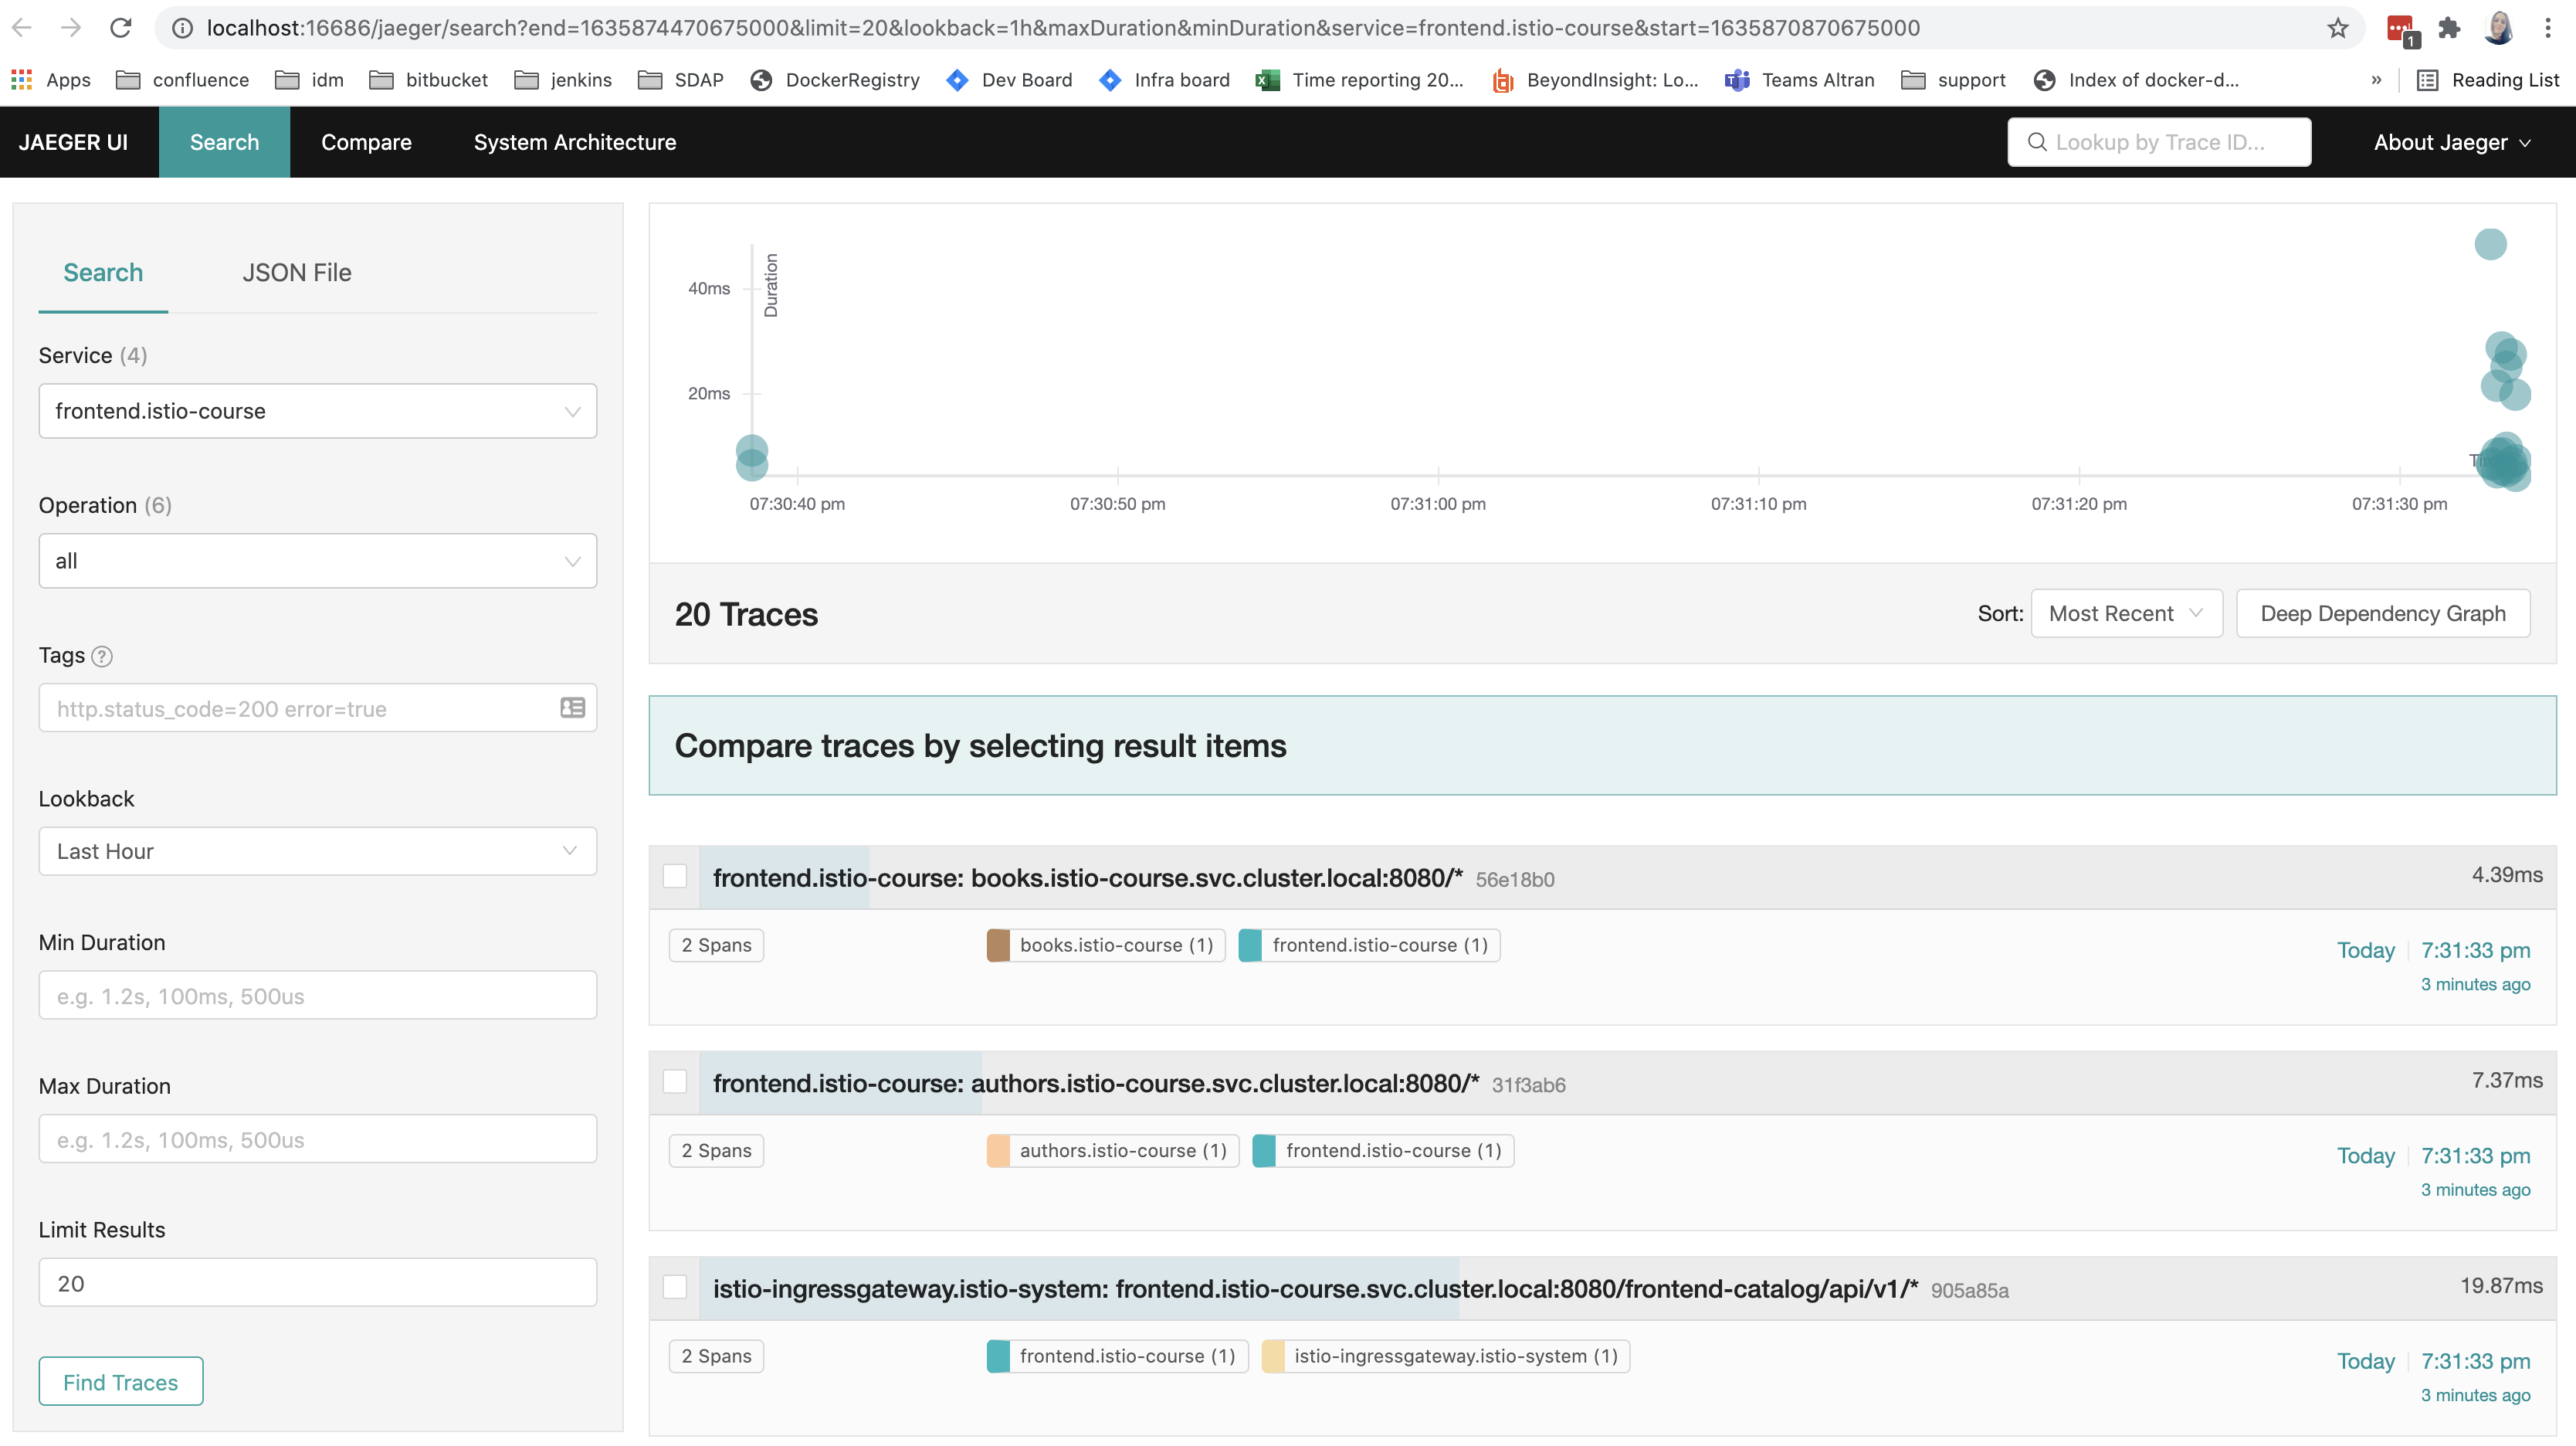 localhost:16686/jaeger/search?end=1635874470675000&limit=20&lookback=1h&maxDuration&minDuration&service=frontend.istio-course&start=1635870870675000
1
Apps confluence idm bitbucket jenkins SDAP DockerRegistry Dev Board Infra board Time reporting 20... BeyondInsight: Lo... Teams Altran support Index of docker-d... » Reading List
JAEGER UI Search Compare System Architecture Lookup by Trace ID... About Jaeger
Search JSON File
Service (4)
frontend.istio-course
Operation (6)
all
Tags ?
http.status_code=200 error=true
Lookback
Last Hour
Min Duration
e.g. 1.2s, 100ms, 500us
Max Duration
e.g. 1.2s, 100ms, 500us
Limit Results
20
Find Traces
Duration
40ms
20ms
07:30:40 pm 07:30:50 pm 07:31:00 pm 07:31:10 pm 07:31:20 pm 07:31:30 pm
20 Traces
Sort: Most Recent Deep Dependency Graph
Compare traces by selecting result items
frontend.istio-course: books.istio-course.svc.cluster.local:8080/* 56e18b0 4.39ms
2 Spans books.istio-course (1) frontend.istio-course (1) Today 7:31:33 pm
3 minutes ago
frontend.istio-course: authors.istio-course.svc.cluster.local:8080/* 31f3ab6 7.37ms
2 Spans authors.istio-course (1) frontend.istio-course (1) Today 7:31:33 pm
3 minutes ago
istio-ingressgateway.istio-system: frontend.istio-course.svc.cluster.local:8080/frontend-catalog/api/v1/* 905a85a 19.87ms
2 Spans frontend.istio-course (1) istio-ingressgateway.istio-system (1) Today 7:31:33 pm
3 minutes ago